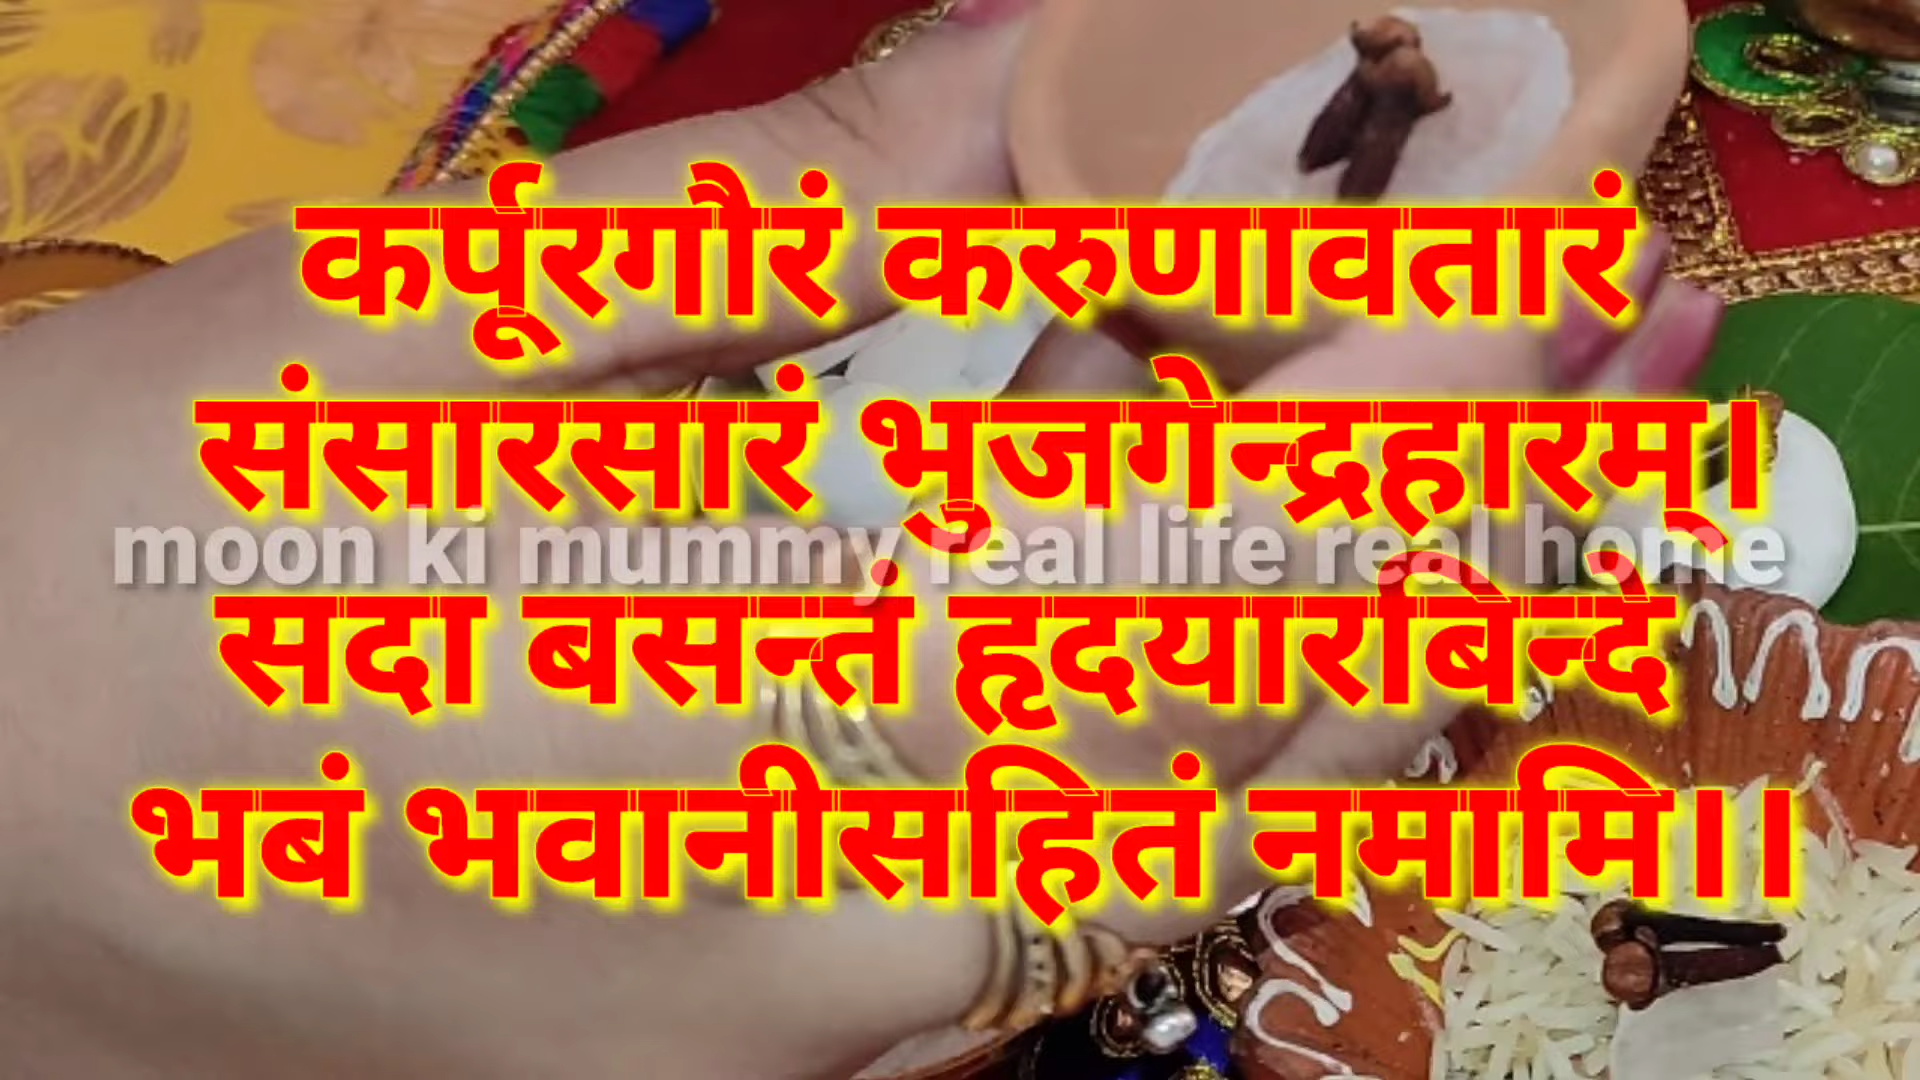 कर्पूरगौरं करुणावतारं
संसारसारं भुजगेन्द्रहारम्।
moon ki mummy real life real home
सदा बसन्तं हृदयारबिन्दे
भबं भवानीसहितं नमामि।।